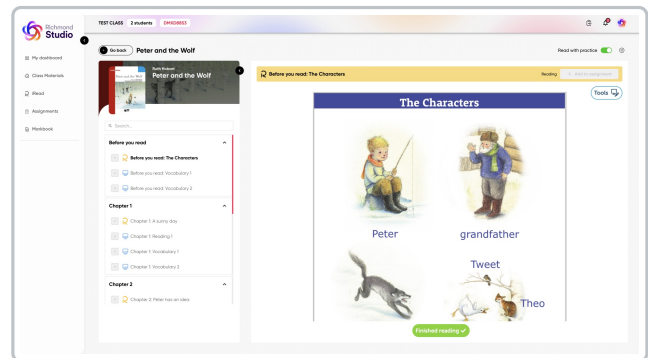 Richmond
Studio
TEST CLASS
2 students
DMXD8883
Go back
Peter and the Wolf
Read with practice
My dashboard
Class Materials
iRead
Assignments
Markbook
Peter and the Wolf
Search...
Before you read
Before you read: The Characters
Before you read: Vocabulary 1
Before you read: Vocabulary 2
Chapter 1
Chapter 1: A sunny day
Chapter 1: Reading 1
Chapter 1: Vocabulary 1
Chapter 1: Vocabulary 2
Chapter 2
Chapter 2: Peter has an idea
Before you read: The Characters
Reading
+ Add to assignment
Tools
The Characters
Peter
grandfather
Tweet
Theo
Finished reading